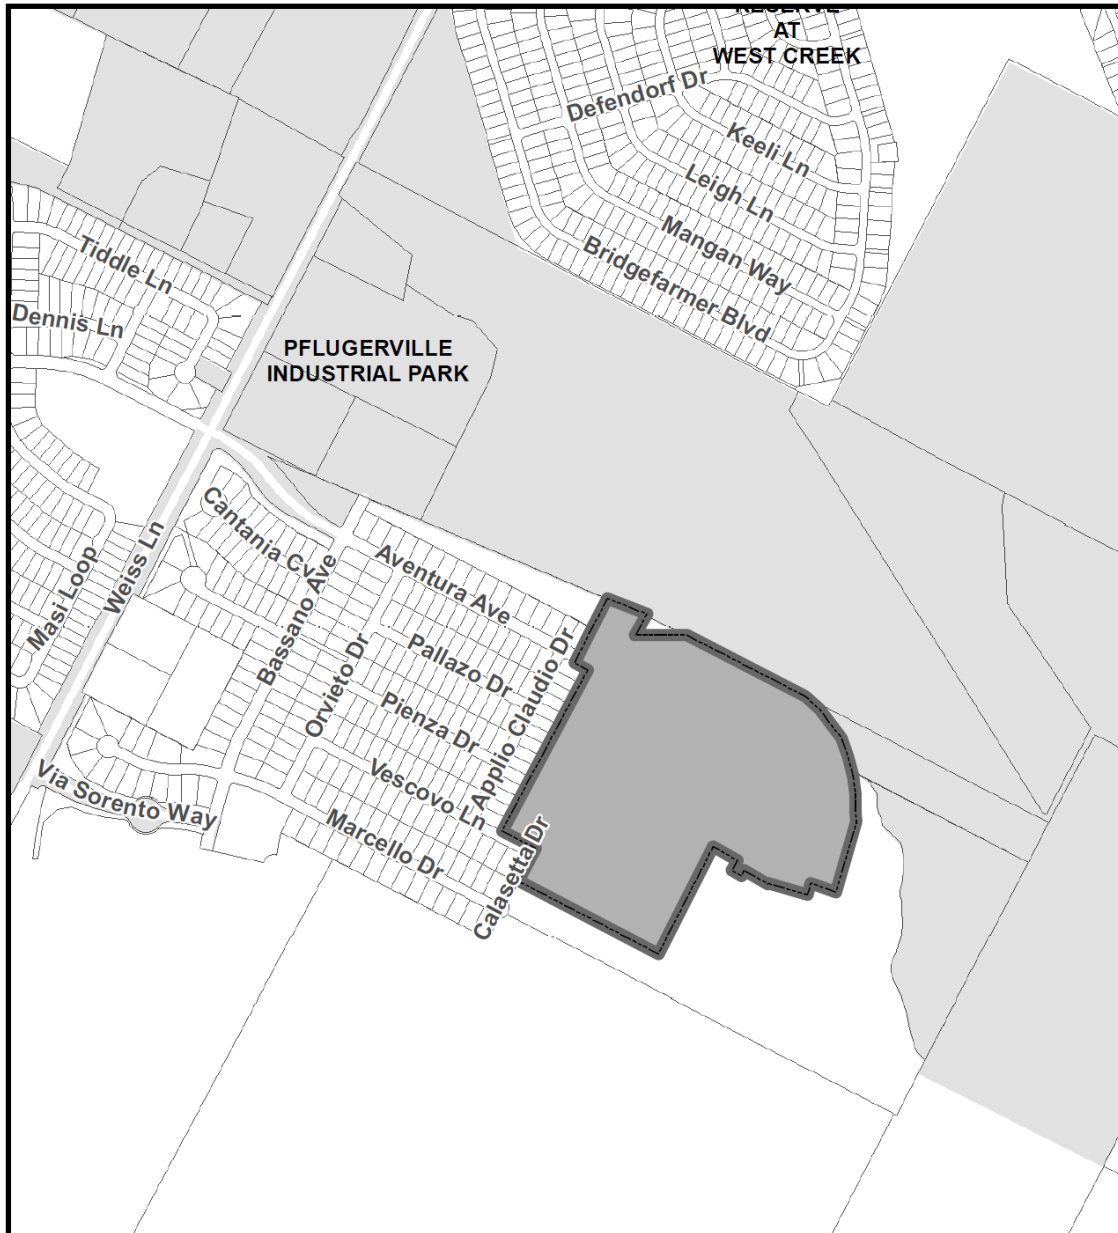 RESERVE
AT
WEST CREEK
Defendorf Dr
Keeli Ln
Leigh Ln
Mangan Way
Bridgefarmer Blvd
Tiddle Ln
Dennis Ln
PFLUGERVILLE
INDUSTRIAL PARK
Cantania Cv
Weiss Ln
Masi Loop
Bassano Ave
Aventura Ave
Orvieto Dr
Pallazo Dr
Pienza Dr
Applio Claudio Dr
Vescovo Ln
Via Sorento Way
Marcello Dr
Calasetta Dr